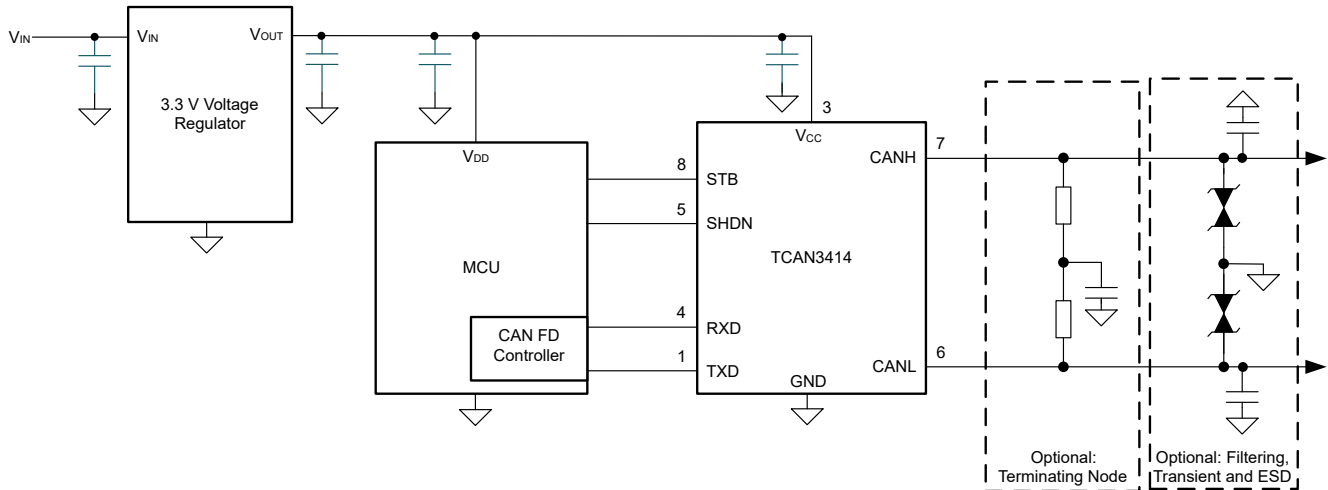 VIN
VIN
VOUT
3.3 V Voltage
Regulator
VDD
MCU
CAN FD
Controller
8
5
4
1
3
VCC
STB
SHDN
TCAN3414
RXD
TXD
GND
CANH
CANL
7
6
Optional:
Terminating Node
Optional: Filtering,
Transient and ESD